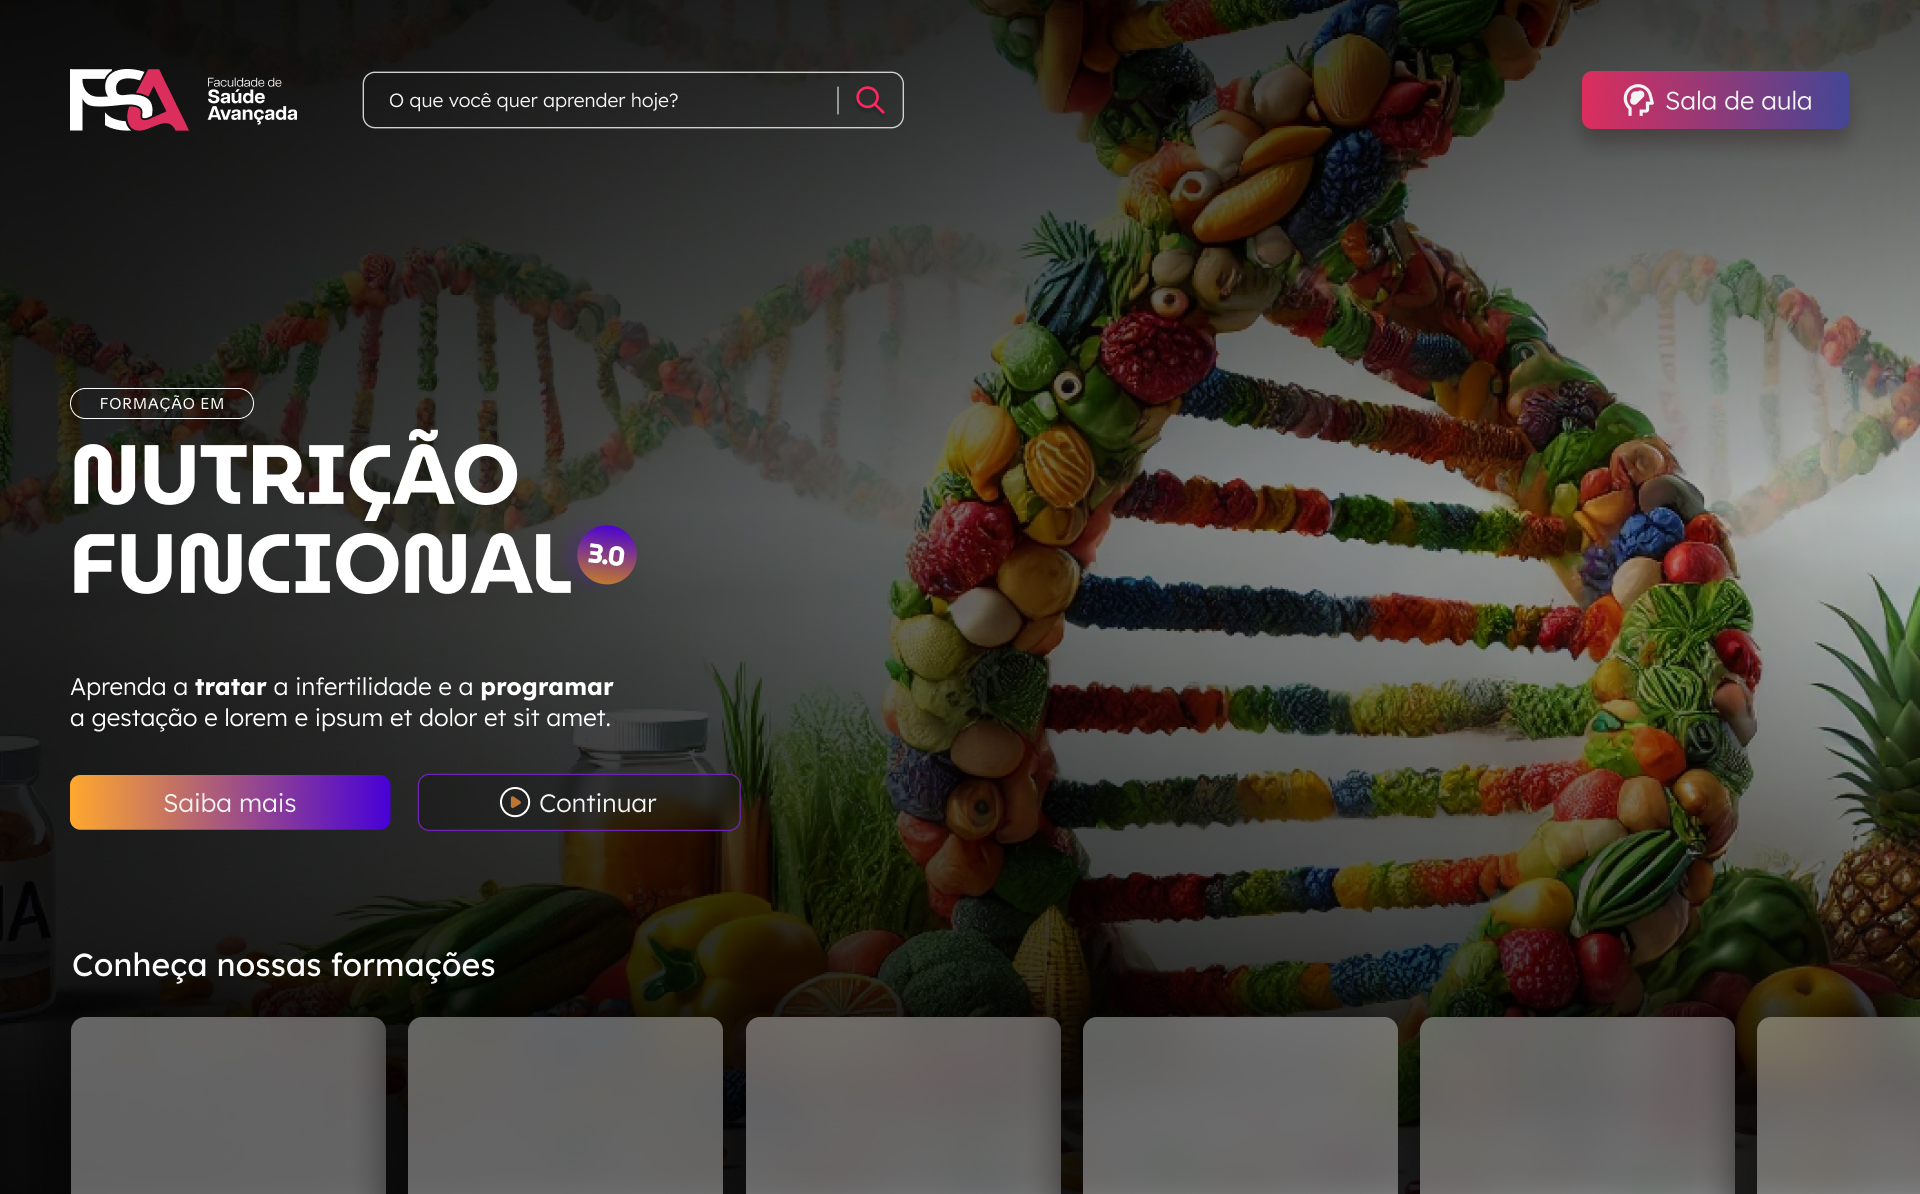 FSA
Faculdade de
Saúde
Avançada
O que você quer aprender hoje?
Sala de aula
FORMAÇÃO EM
NUTRIÇÃO
FUNCIONAL 3.0
Aprenda a tratar a infertilidade e a programar
a gestação e lorem e ipsum et dolor et sit amet.
Saiba mais
Continuar
Conheça nossas formações